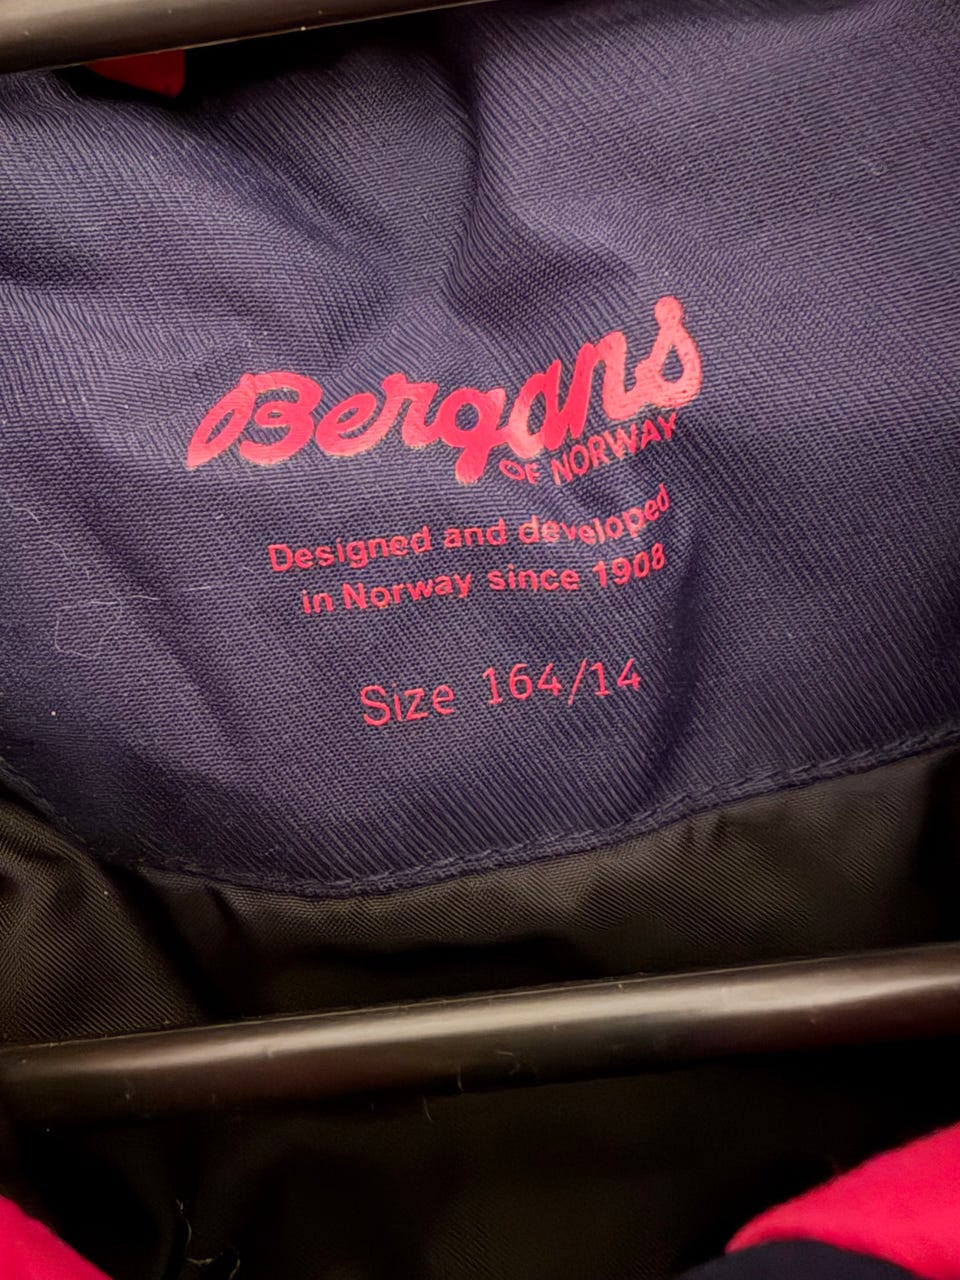 Bergans
OF NORWAY
Designed and developed
in Norway since 1908
Size 164/14